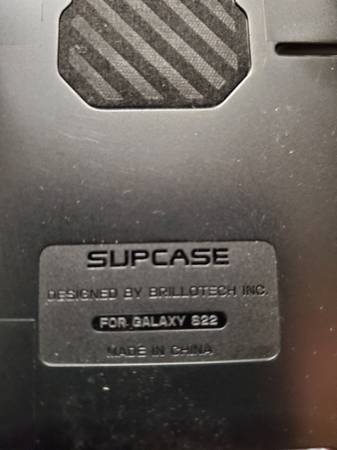 SUPCASE
DESIGNED BY BRILLOTECH INC.
FOR GALAXY S22
MADE IN CHINA